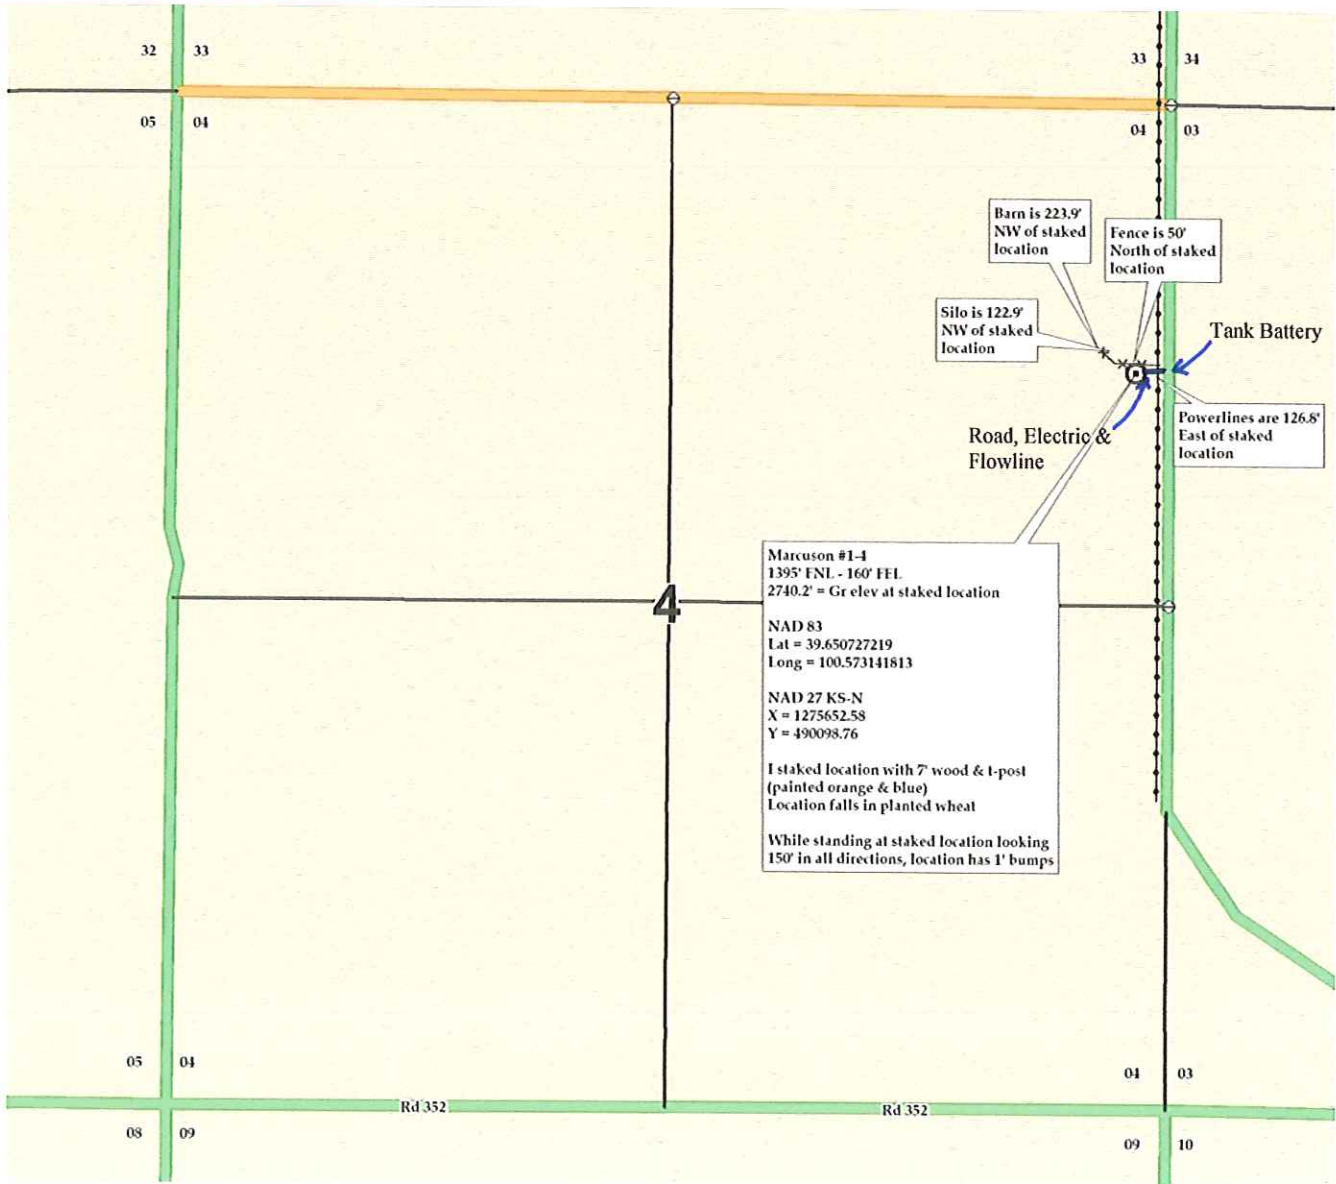 32 33
33 34
05 04
04 03
Barn is 223.9'
NW of staked
location
Fence is 50'
North of staked
location
Silo is 122.9'
NW of staked
location
Tank Battery
Powerlines are 126.8'
East of staked
location
Road, Electric &
Flowline
Marcuson #1-4
1395' FNL - 160' FEL
2740.2' = Gr elev at staked location
NAD 83
Lat = 39.650727219
Long = 100.573141813
NAD 27 KS-N
X = 1275652.58
Y = 490098.76
I staked location with 7' wood & t-post
(painted orange & blue)
Location falls in planted wheat
While standing at staked location looking
150' in all directions, location has 1' bumps
4
05 04
04 03
Rd 352
Rd 352
08 09
09 10